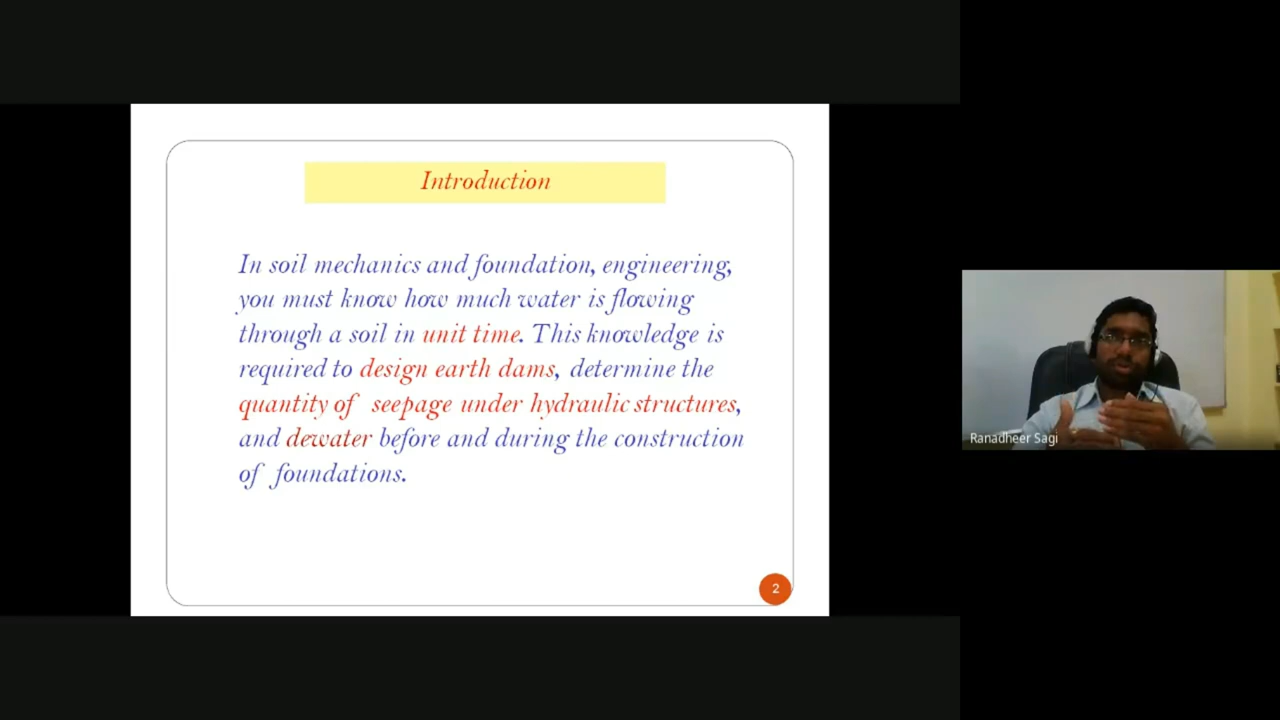 Introduction
In soil mechanics and foundation, engineering,
you must know how much water is flowing
through a soil in unit time. This knowledge is
required to design earth dams, determine the
quantity of seepage under hydraulic structures,
and dewater before and during the construction
of foundations.
2
Ranadheer Sagi